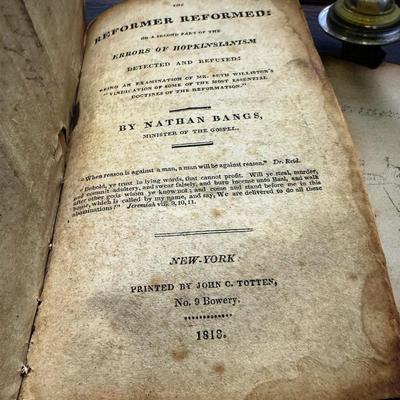 THE
REFORMER REFORMED:
OR A SECOND PART OF THE
ERRORS OF HOPKINSIANISM
DETECTED AND REFUTED:
BEING AN EXAMINATION OF MR. SETH WILLISTON'S
"VINDICATION OF SOME OF THE MOST ESSENTIAL
DOCTRINES OF THE REFORMATION."
BY NATHAN BANGS,
MINISTER OF THE GOSPEL.
"When reason is against a man, a man will be against reason." Dr. Reid.
"Behold, ye trust in lying words, that cannot profit. Will ye steal, murder,
and commit adultery, and swear falsely, and burn incense unto Baal, and walk
after other gods whom ye know not; and come and stand before me in this
house, which is called by my name, and say, We are delivered to do all these
abominations?" Jeremiah vii. 9, 10, 11.
NEW-YORK
PRINTED BY JOHN C. TOTTEN,
No. 9 Bowery.
1818.